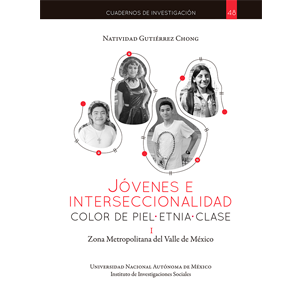 CUADERNOS DE INVESTIGACIÓN 48
NATIVIDAD GUTIÉRREZ CHONG
JÓVENES E
INTERSECCIONALIDAD
COLOR DE PIEL·ETNIA·CLASE
I
Zona Metropolitana del Valle de México
UNIVERSIDAD NACIONAL AUTÓNOMA DE MÉXICO
Instituto de Investigaciones Sociales